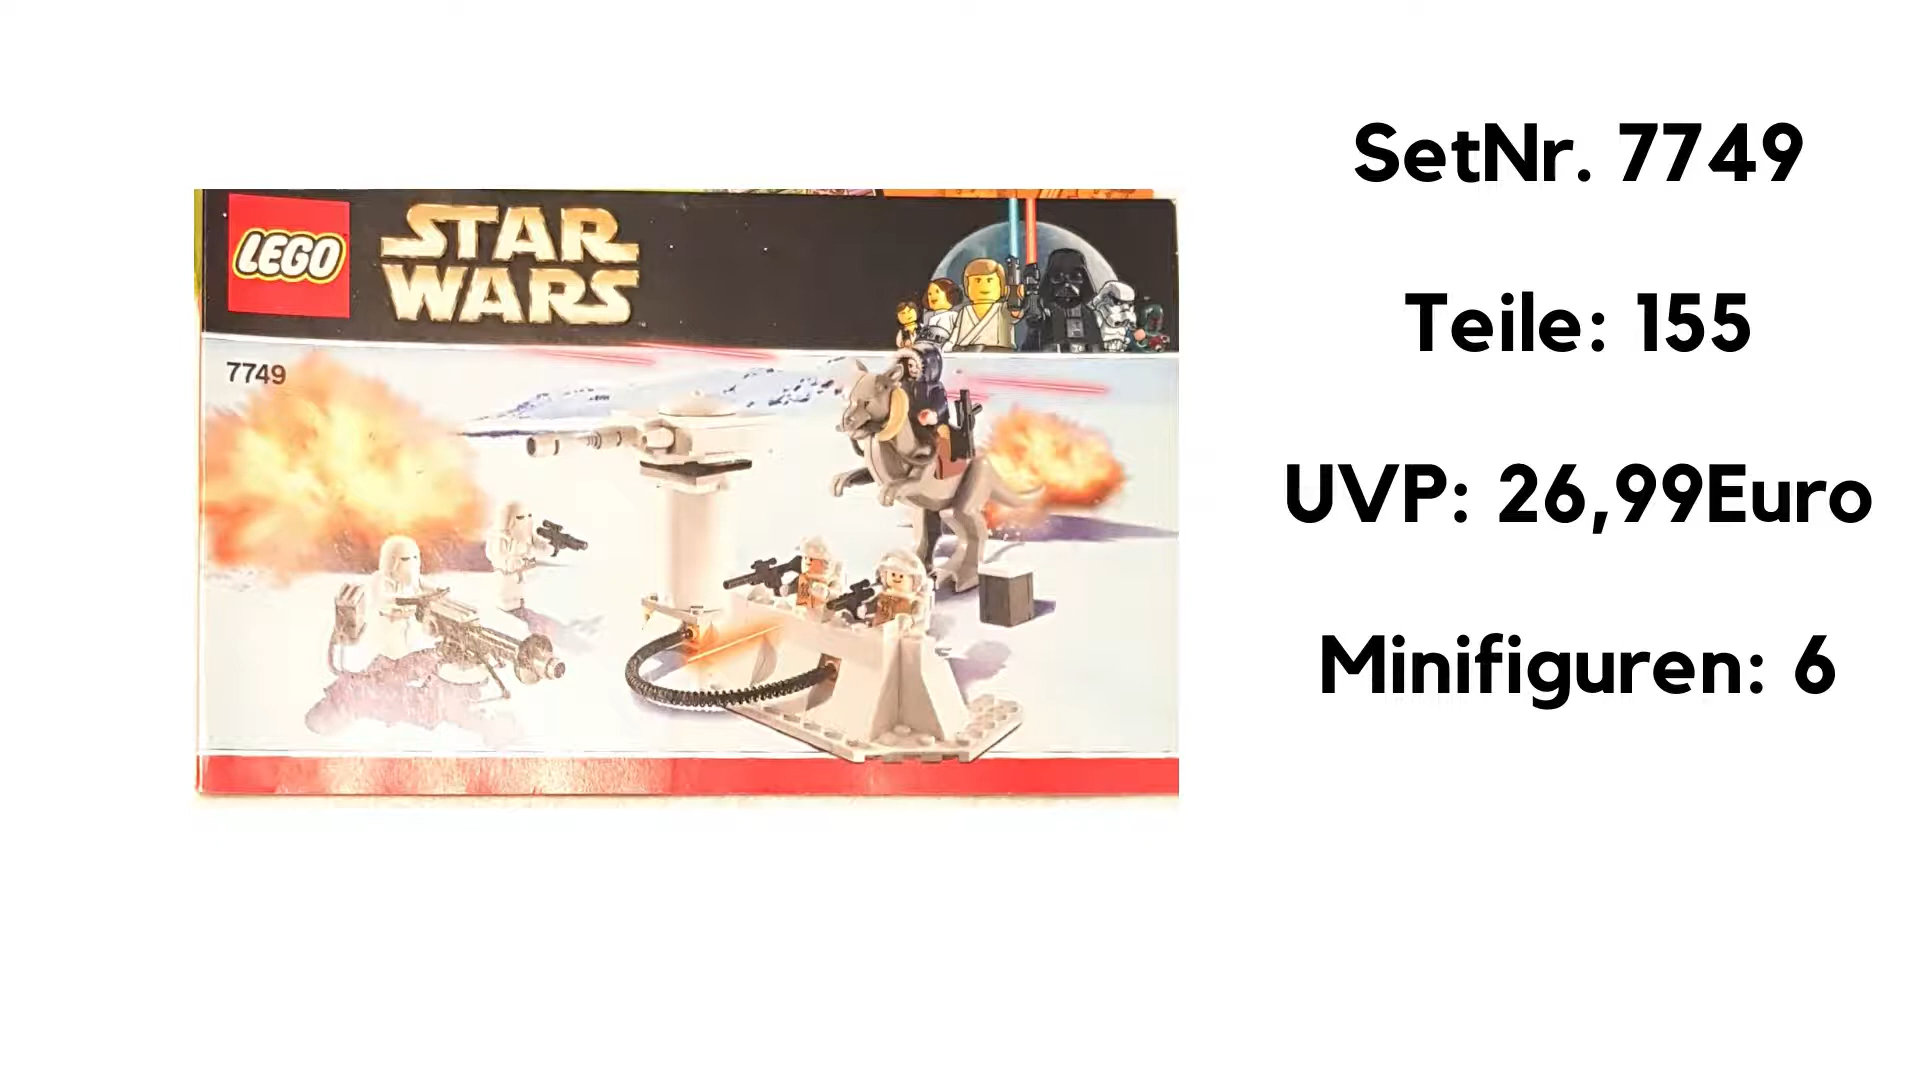 LEGO
STAR
WARS
7749
SetNr. 7749
Teile: 155
UVP: 26,99Euro
Minifiguren: 6